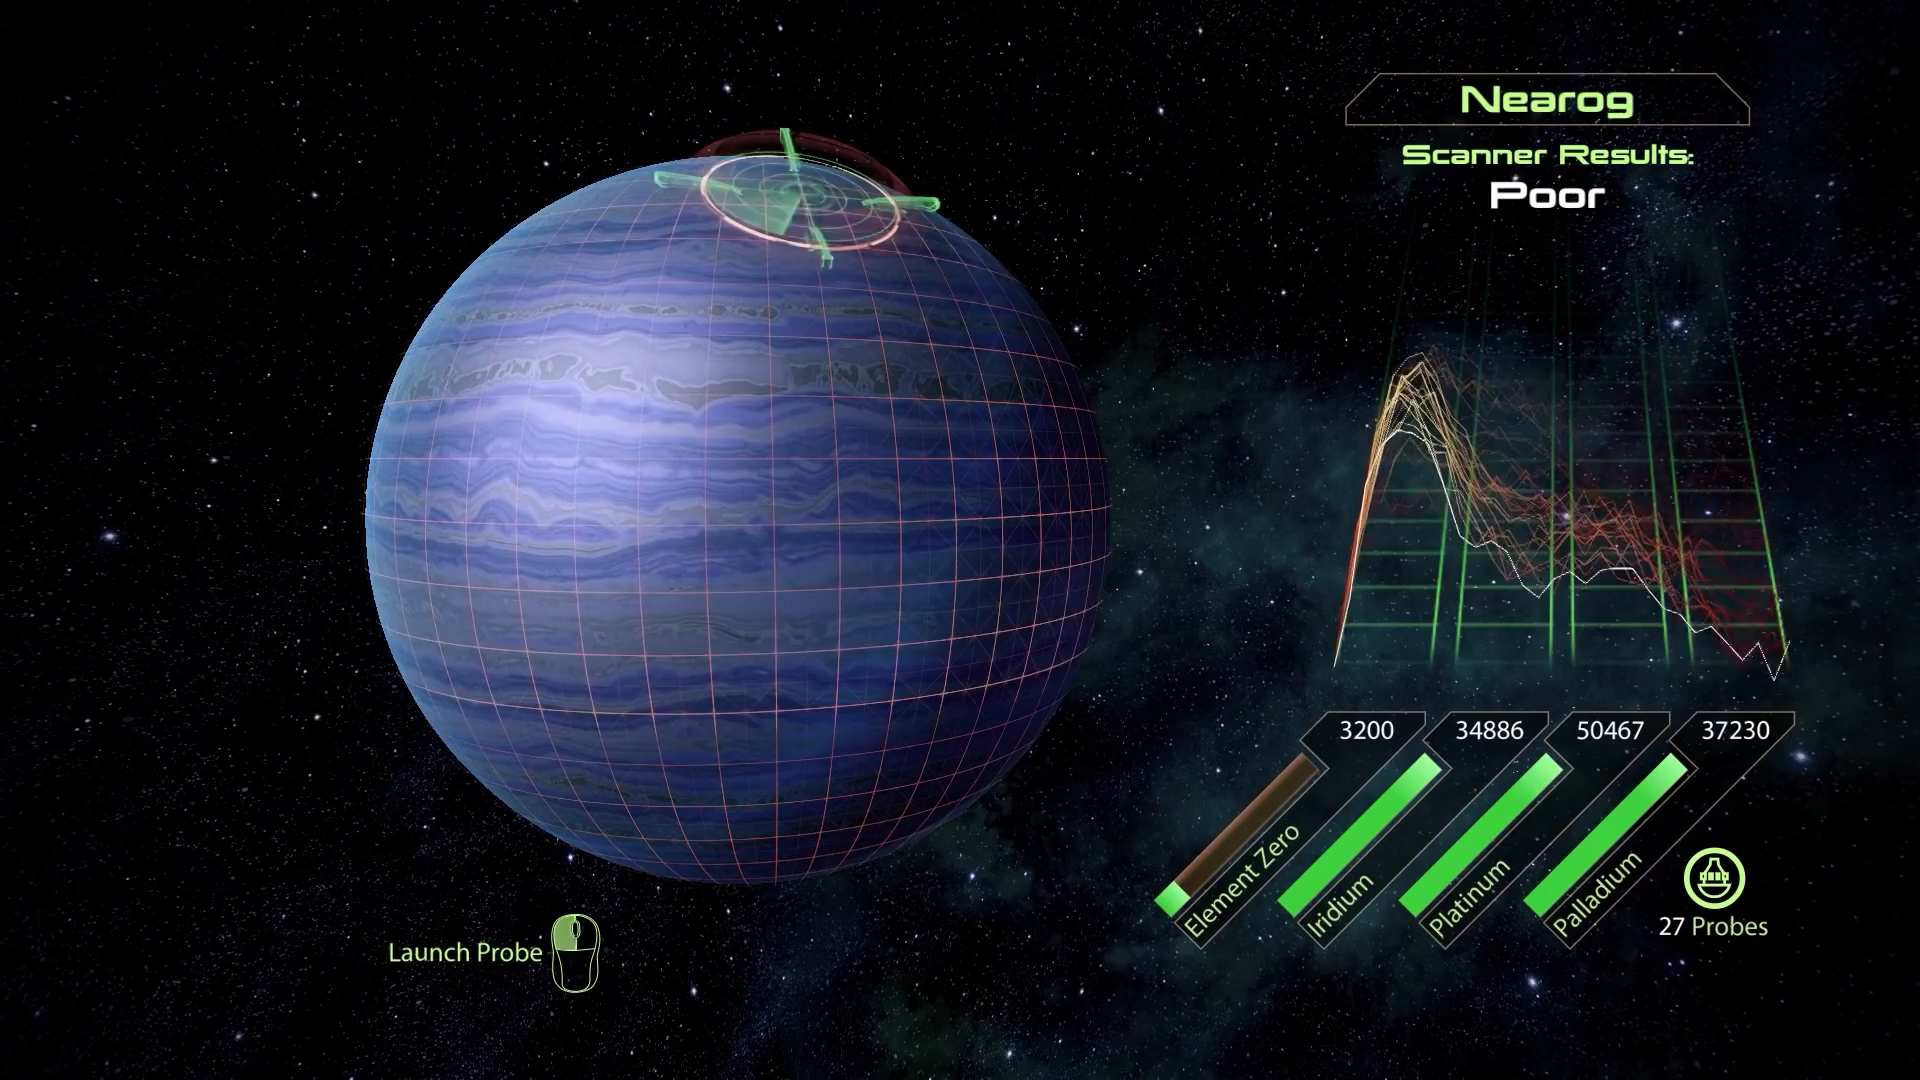 Nearog
Scanner Results:
Poor
3200
34886
50467
37230
Element Zero
Iridium
Platinum
Palladium
27 Probes
Launch Probe